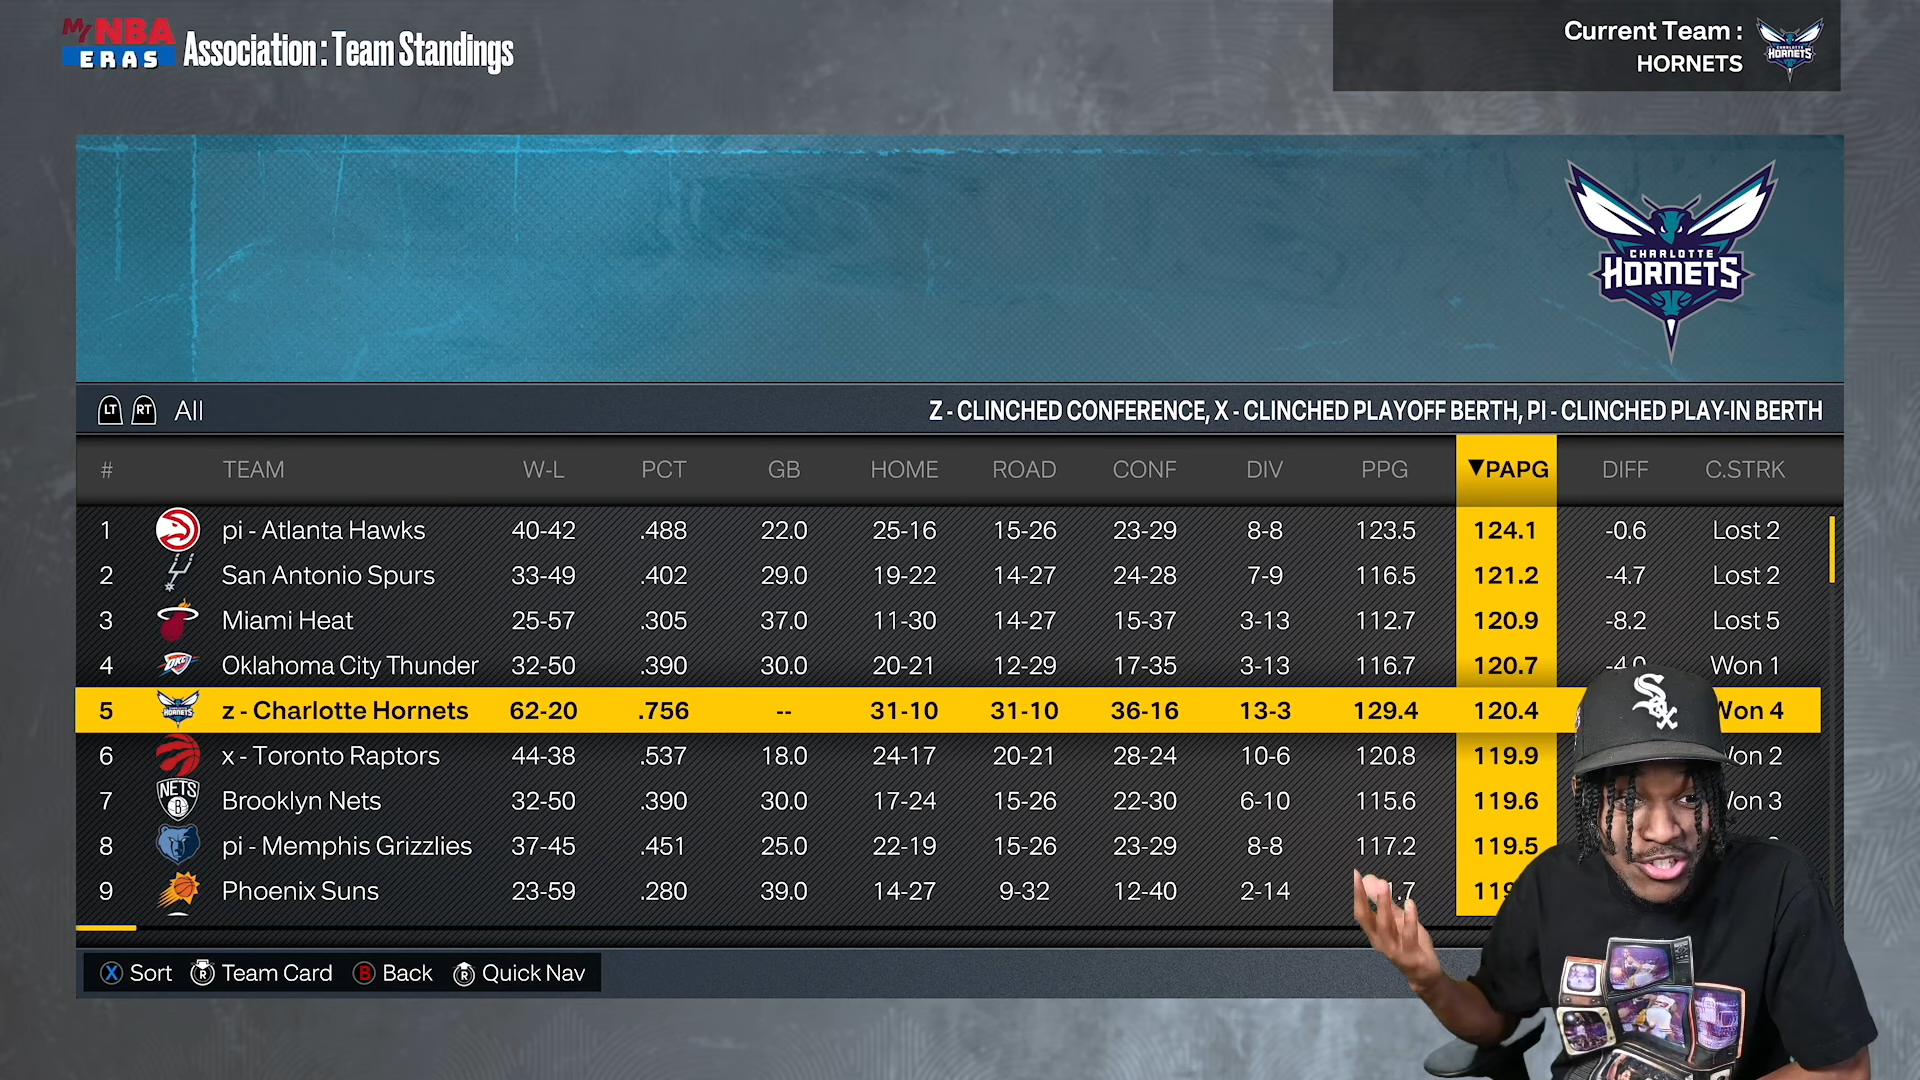 My NBA ERAS Association : Team Standings
Current Team :
HORNETS
CHARLOTTE
HORNETS
LT RT All
Z - CLINCHED CONFERENCE, X - CLINCHED PLAYOFF BERTH, PI - CLINCHED PLAY-IN BERTH
# TEAM W-L PCT GB HOME ROAD CONF DIV PPG ▼PAPG DIFF C.STRK
1 pi - Atlanta Hawks 40-42 .488 22.0 25-16 15-26 23-29 8-8 123.5 124.1 -0.6 Lost 2
2 San Antonio Spurs 33-49 .402 29.0 19-22 14-27 24-28 7-9 116.5 121.2 -4.7 Lost 2
3 Miami Heat 25-57 .305 37.0 11-30 14-27 15-37 3-13 112.7 120.9 -8.2 Lost 5
4 Oklahoma City Thunder 32-50 .390 30.0 20-21 12-29 17-35 3-13 116.7 120.7 Won 1
5 z - Charlotte Hornets 62-20 .756 -- 31-10 31-10 36-16 13-3 129.4 120.4 Won 4
6 x - Toronto Raptors 44-38 .537 18.0 24-17 20-21 28-24 10-6 120.8 119.9 Won 2
7 NETS B Brooklyn Nets 32-50 .390 30.0 17-24 15-26 22-30 6-10 115.6 119.6 Won 3
8 pi - Memphis Grizzlies 37-45 .451 25.0 22-19 15-26 23-29 8-8 117.2 119.5
9 Phoenix Suns 23-59 .280 39.0 14-27 9-32 12-40 2-14
X Sort R Team Card B Back R Quick Nav
Sox